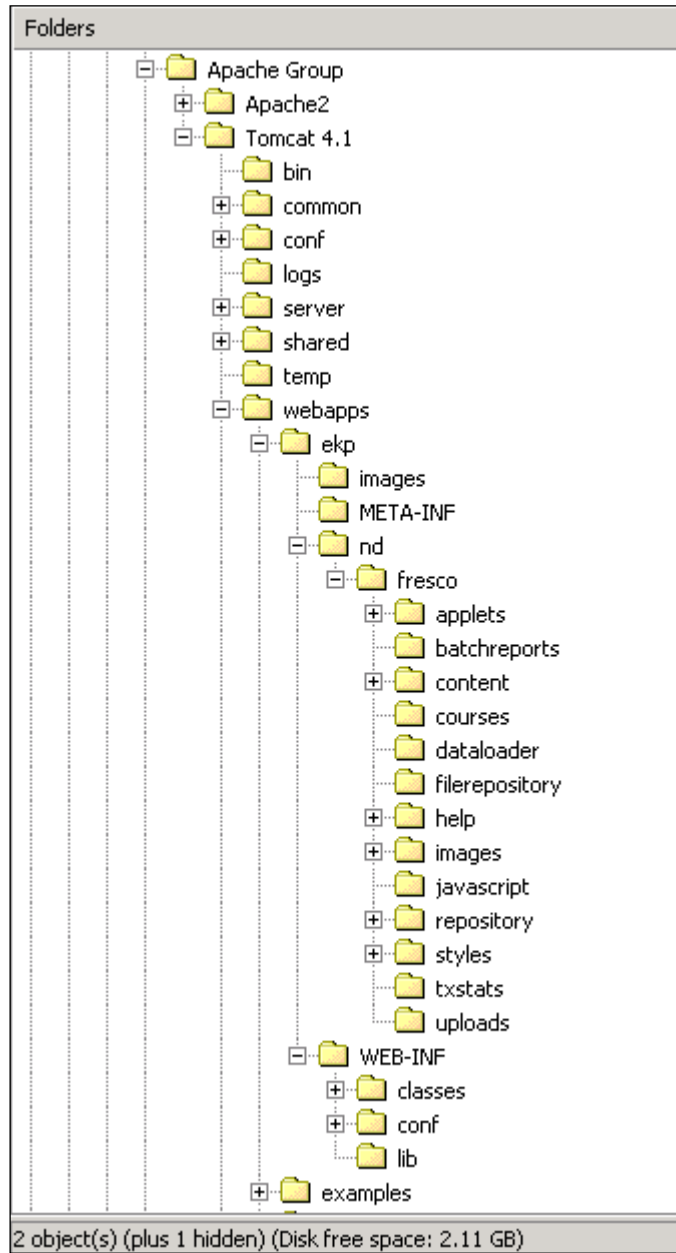 Folders
Apache Group
Apache2
Tomcat 4.1
bin
common
conf
logs
server
shared
temp
webapps
ekp
images
META-INF
nd
fresco
applets
batchreports
content
courses
dataloader
filerepository
help
images
javascript
repository
styles
txstats
uploads
WEB-INF
classes
conf
lib
examples
2 object(s) (plus 1 hidden) (Disk free space: 2.11 GB)